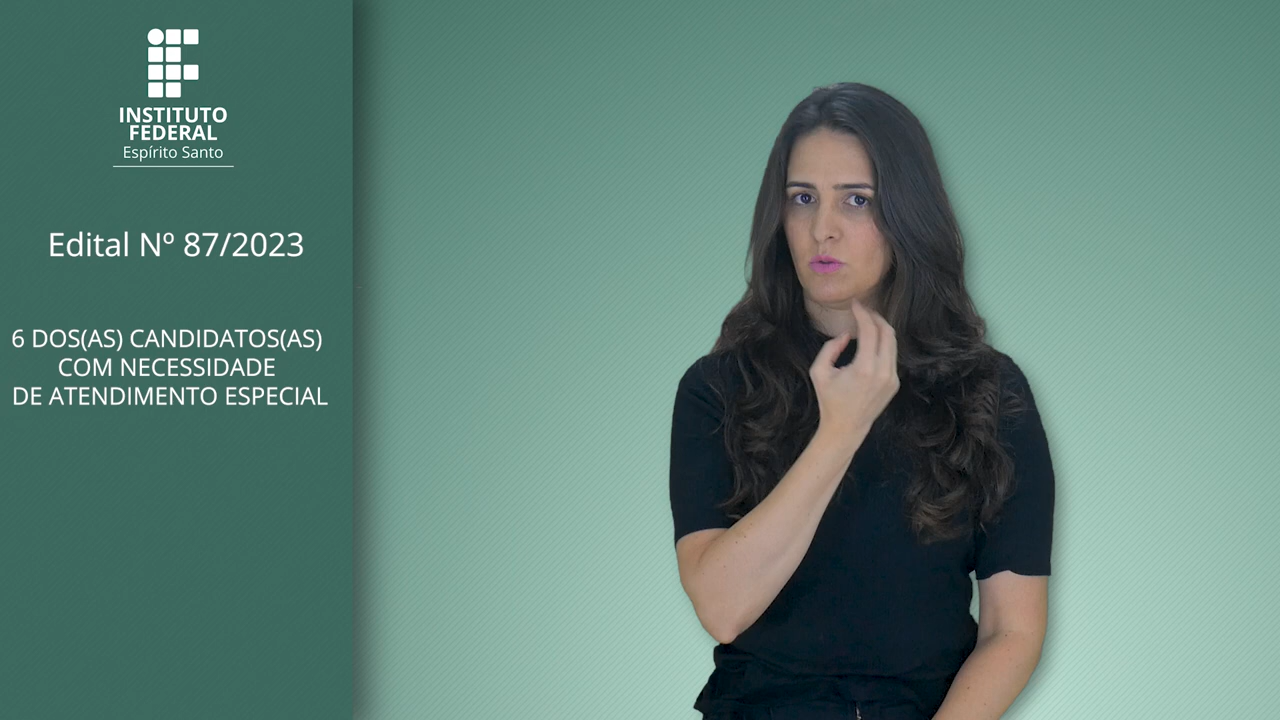 INSTITUTO
FEDERAL
Espírito Santo
Edital Nº 87/2023
6 DOS(AS) CANDIDATOS(AS)
COM NECESSIDADE
DE ATENDIMENTO ESPECIAL